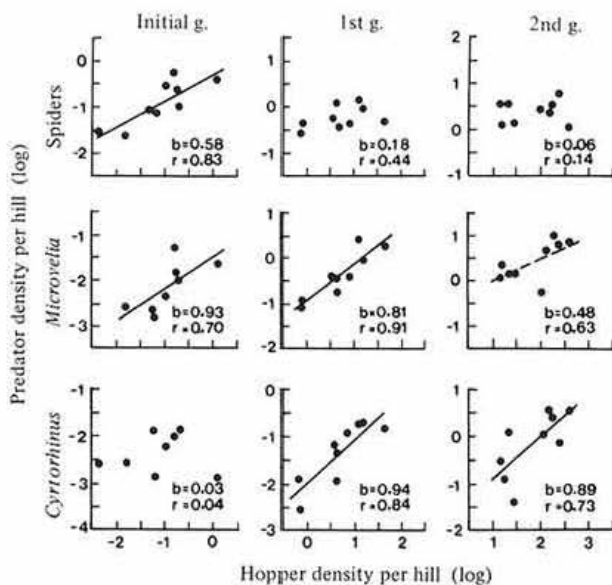 Initial g.
1st g.
2nd g.
Predator density per hill (log)
Spiders
0
-1
-2
b=0.58
r=0.83
1
0
-1
b=0.18
r=0.44
1
0
1
b=0.06
r=0.14
Microvelia
-1
-2
-3
b=0.93
r=0.70
1
0
-1
-2
b=0.81
r=0.91
1
0
1
b=0.48
r=0.63
Cyrtorhinus
-1
-2
-3
-4
b=0.03
r=0.04
0
-1
-2
-3
b=0.94
r=0.84
1
0
-1
-2
b=0.89
r=0.73
-2 -1 0
0 1 2
1 2 3
Hopper density per hill (log)